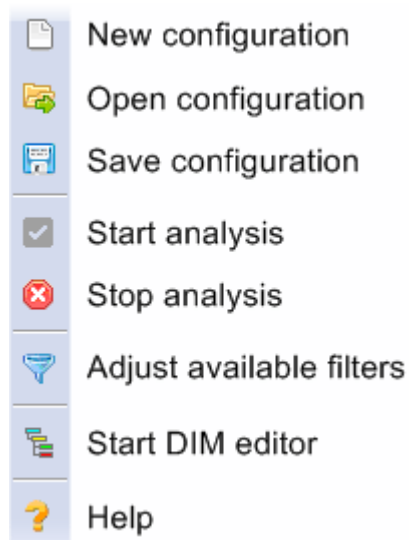 New configuration
Open configuration
Save configuration
Start analysis
Stop analysis
Adjust available filters
Start DIM editor
Help